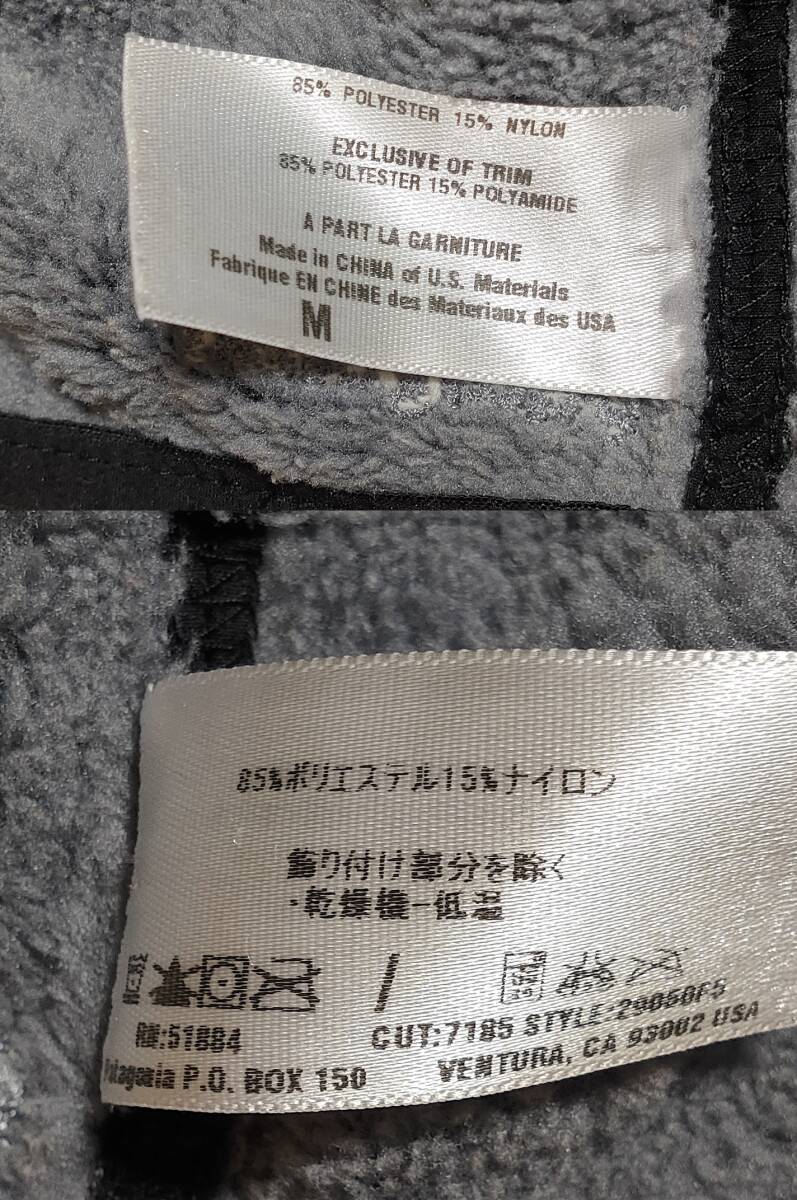 85% POLYESTER 15% NYLON
EXCLUSIVE OF TRIM
85% POLYESTER 15% POLYAMIDE
A PART LA GARNITURE
Made in CHINA of U.S. Materials
Fabrique EN CHINE des Materiaux des USA
M
85%ポリエステル15%ナイロン
飾り付け部分を除く
・乾燥機−低温
RN:51884 CUT:7185 STYLE:29050F5
Patagonia P.O. BOX 150 VENTURA, CA 93002 USA